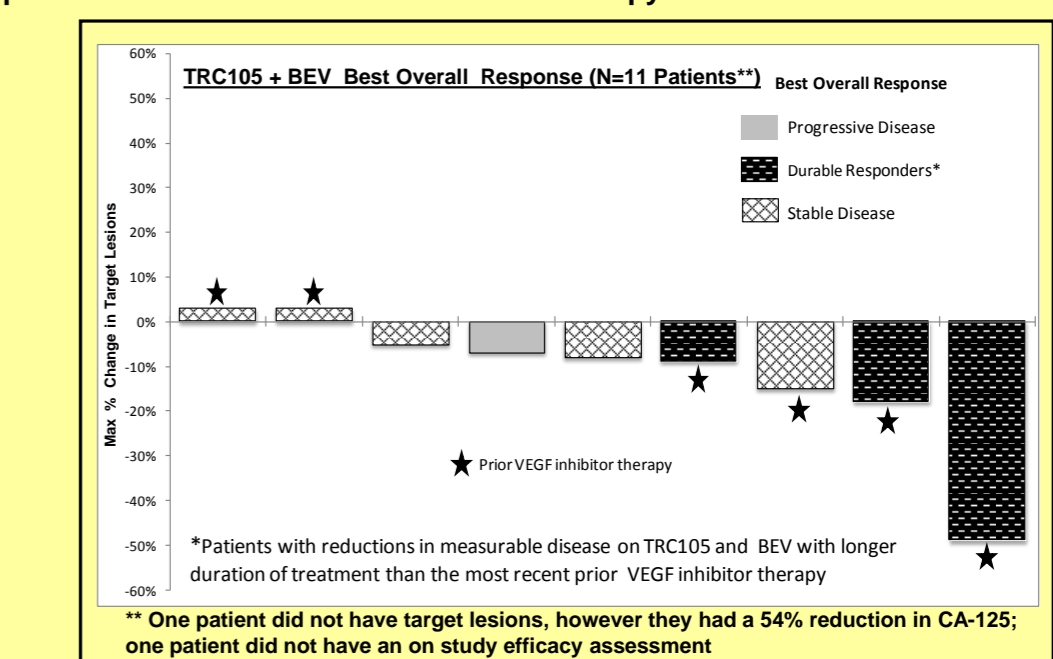 TRC105 + BEV Best Overall Response (N=11 Patients**)
Best Overall Response
Progressive Disease
Durable Responders*
Stable Disease
Max % Change in Target Lesions
60%
50%
40%
30%
20%
10%
0%
-10%
-20%
-30%
-40%
-50%
-60%
Prior VEGF inhibitor therapy
*Patients with reductions in measurable disease on TRC105 and BEV with longer
duration of treatment than the most recent prior VEGF inhibitor therapy
** One patient did not have target lesions, however they had a 54% reduction in CA-125;
one patient did not have an on study efficacy assessment